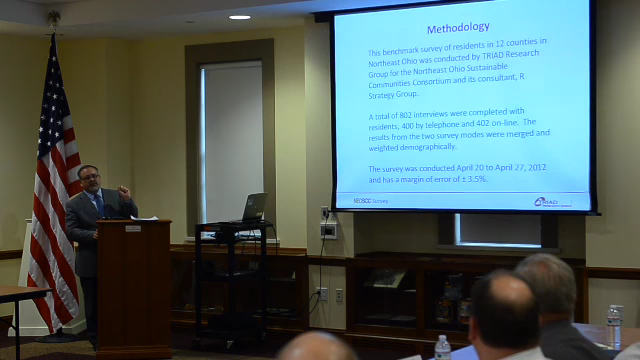 Methodology
This benchmark survey of residents in 12 counties in
Northeast Ohio was conducted by TRIAD Research
Group for the Northeast Ohio Sustainable
Communities Consortium and its consultant, R
Strategy Group.
A total of 802 interviews were completed with
residents, 400 by telephone and 402 on-line. The
results from the two survey modes were merged and
weighted demographically.
The survey was conducted April 20 to April 27, 2012
and has a margin of error of ± 3.5%.
NEOSCC Survey
TRIAD